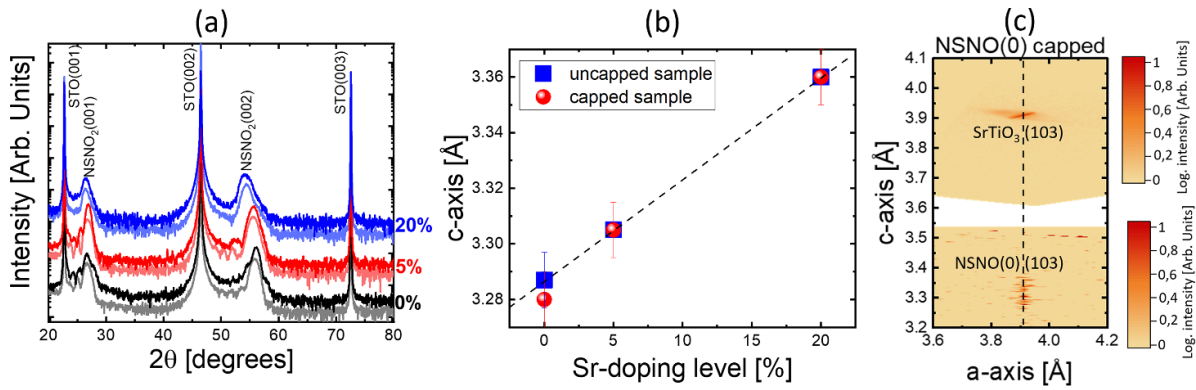 (a)
Intensity [Arb. Units]
STO(001)
NSNO₂(001)
STO(002)
NSNO₂(002)
STO(003)
20%
5%
0%
20 30 40 50 60 70 80
2θ [degrees]
(b)
c-axis [Å]
3.36
3.34
3.32
3.30
3.28
uncapped sample
capped sample
0 5 10 15 20
Sr-doping level [%]
(c)
NSNO(0) capped
c-axis [Å]
4.1
4.0
3.9
3.8
3.7
3.6
3.5
3.4
3.3
3.2
SrTiO₃ (103)
NSNO(0) (103)
3.8 4.0 4.2
a-axis [Å]
1
0,8
0,6
0,4
0,2
0
Log. intensity [Arb. Units]
1
0,8
0,6
0,4
0,2
0
Log. intensity [Arb. Units]